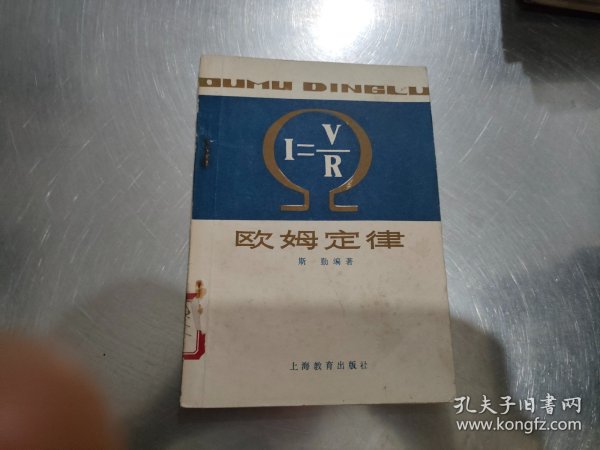 OUMU DINGLU
I=V/R
欧姆定律
斯 勤编著
上海教育出版社
孔夫子旧书网
www.kongfz.com